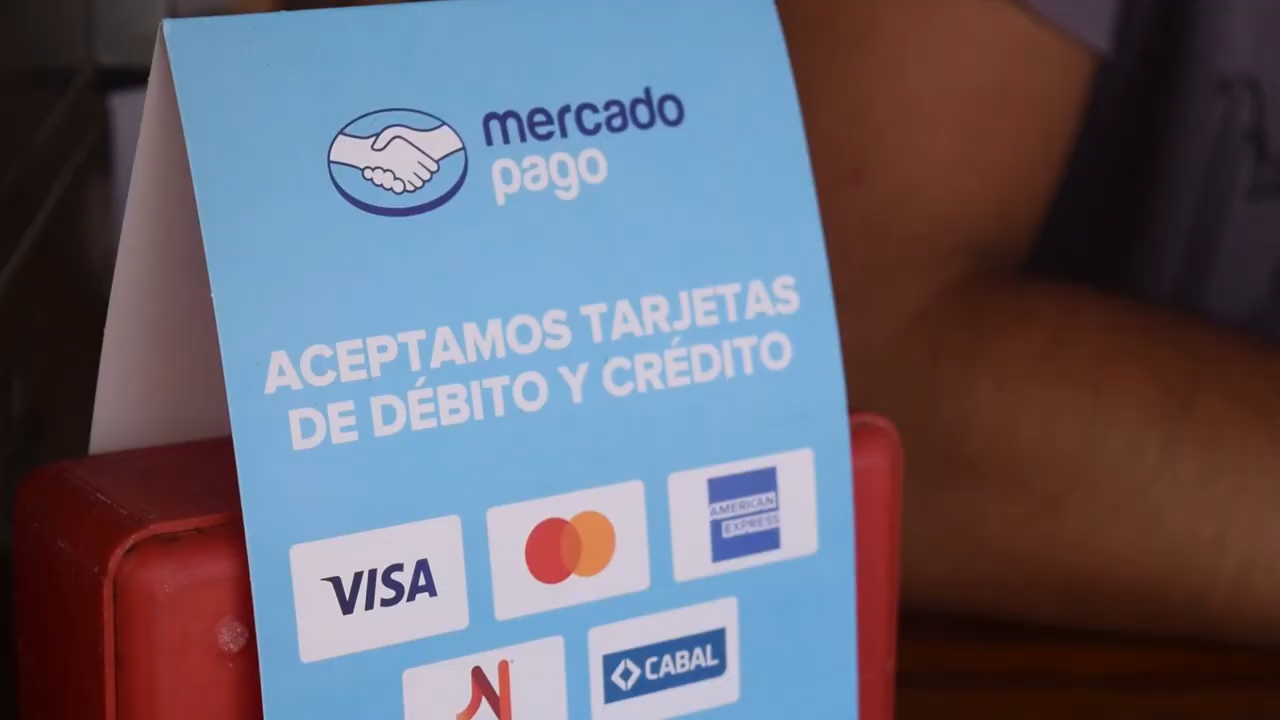 mercado
pago
ACEPTAMOS TARJETAS
DE DÉBITO Y CRÉDITO
VISA
AMERICAN
EXPRESS
CABAL